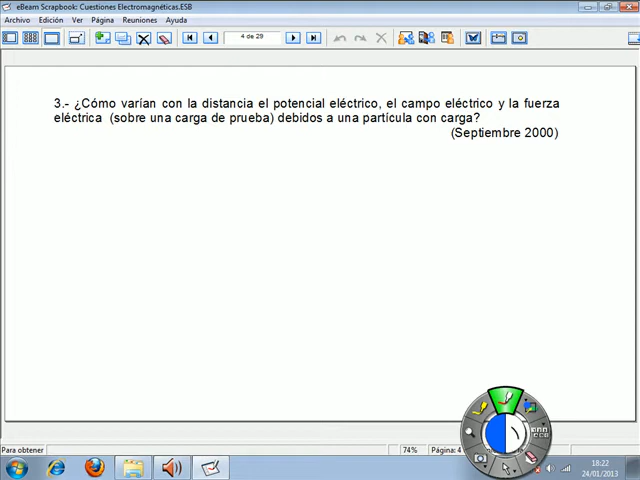 eBeam Scrapbook: Cuestiones Electromagnéticas.ESB
Archivo Edición Ver Página Reuniones Ayuda
4 de 29
3.- ¿Cómo varían con la distancia el potencial eléctrico, el campo eléctrico y la fuerza
eléctrica (sobre una carga de prueba) debidos a una partícula con carga?
(Septiembre 2000)
Para obtener
74%
Página: 4
18:22
24/01/2013